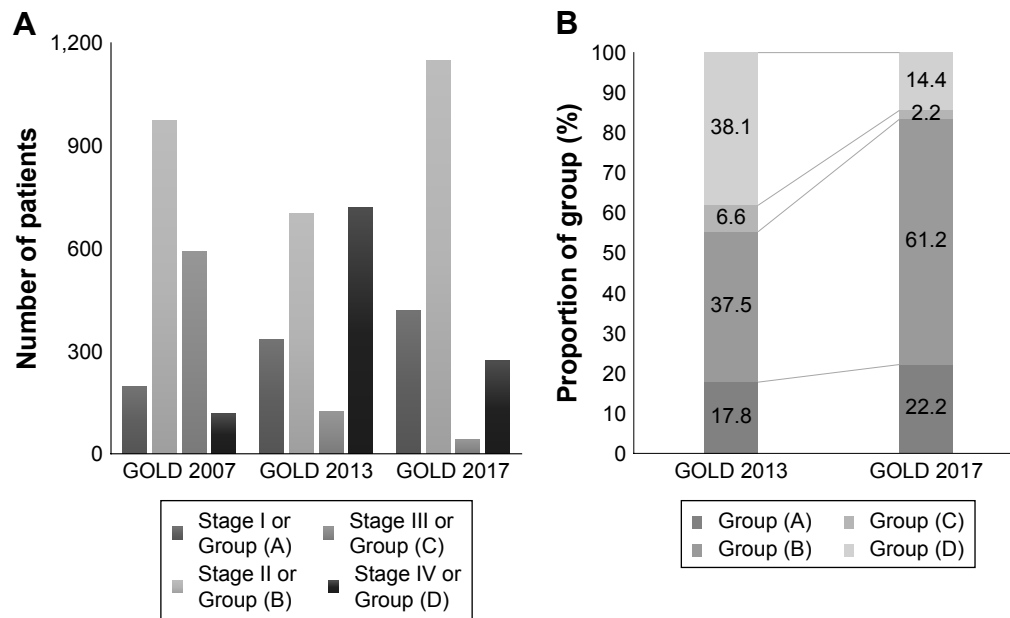 A
Number of patients
1,200
900
600
300
0
GOLD 2007
GOLD 2013
GOLD 2017
Stage I or
Group (A)
Stage II or
Group (B)
Stage III or
Group (C)
Stage IV or
Group (D)
B
Proportion of group (%)
100
90
80
70
60
50
40
30
20
10
0
38.1
6.6
37.5
17.8
14.4
2.2
61.2
22.2
GOLD 2013
GOLD 2017
Group (A)
Group (B)
Group (C)
Group (D)